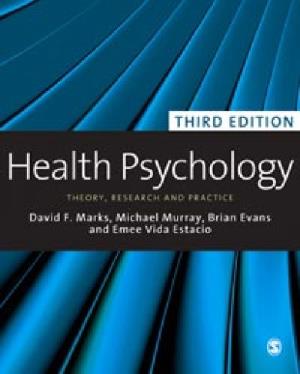 THIRD EDITION
Health Psychology
THEORY, RESEARCH AND PRACTICE
David F. Marks, Michael Murray, Brian Evans
and Emee Vida Estacio